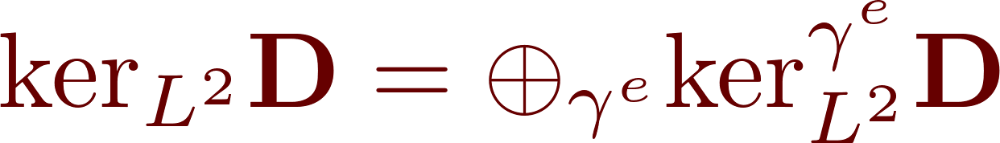 ker_{L^2} D = ⊕_{γ^e} ker_{L^2}^{γ^e} D